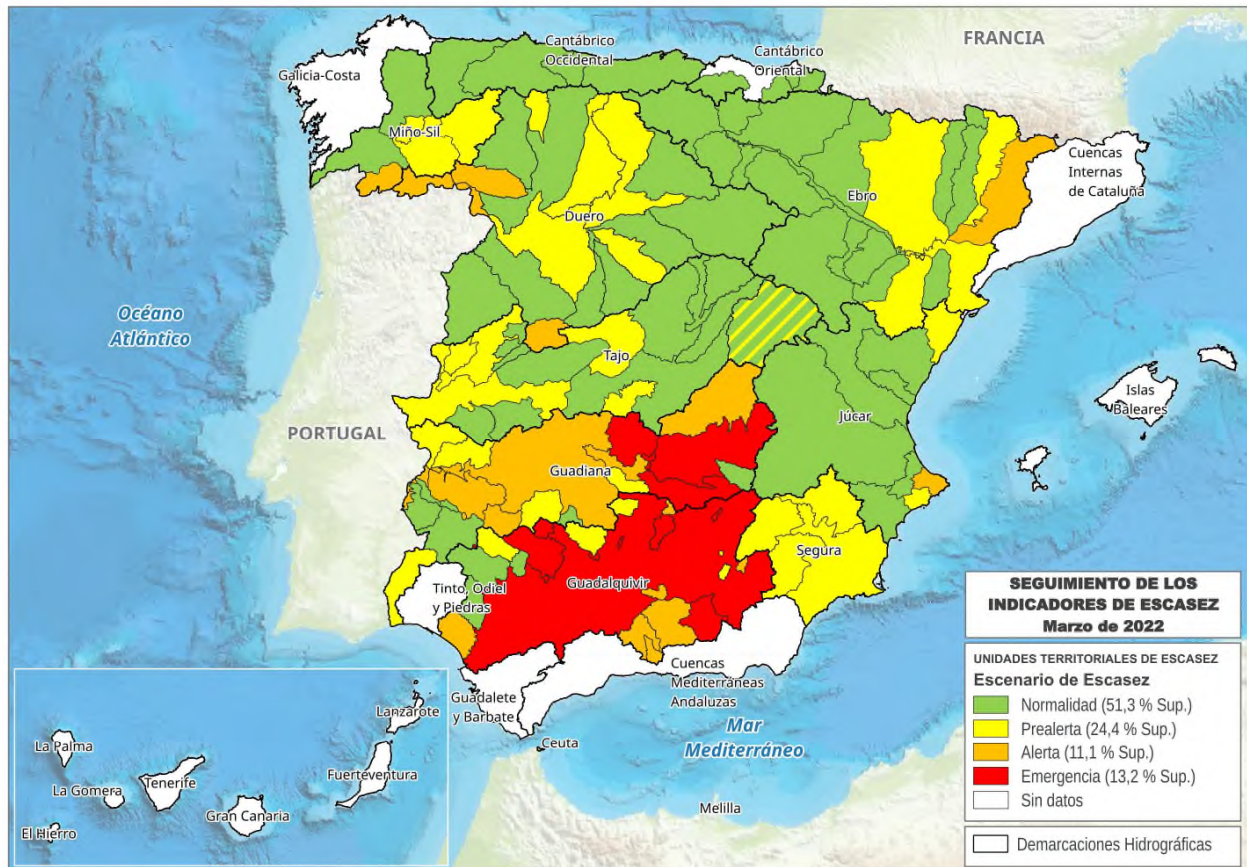 FRANCIA
Cantábrico
Occidental
Cantábrico
Oriental
Galicia-Costa
Miño-Sil
Cuencas
Internas
de Cataluña
Ebro
Duero
Océano
Atlántico
Tajo
Islas
Baleares
Júcar
PORTUGAL
Guadiana
Segura
Guadalquivir
Tinto, Odiel
y Piedras
Cuencas
Mediterráneas
Andaluzas
Guadalete
y Barbate
Mar
Mediterráneo
Ceuta
Melilla
Lanzarote
La Palma
Fuerteventura
Tenerife
La Gomera
Gran Canaria
El Hierro
SEGUIMIENTO DE LOS
INDICADORES DE ESCASEZ
Marzo de 2022
UNIDADES TERRITORIALES DE ESCASEZ
Escenario de Escasez
Normalidad (51,3 % Sup.)
Prealerta (24,4 % Sup.)
Alerta (11,1 % Sup.)
Emergencia (13,2 % Sup.)
Sin datos
Demarcaciones Hidrográficas